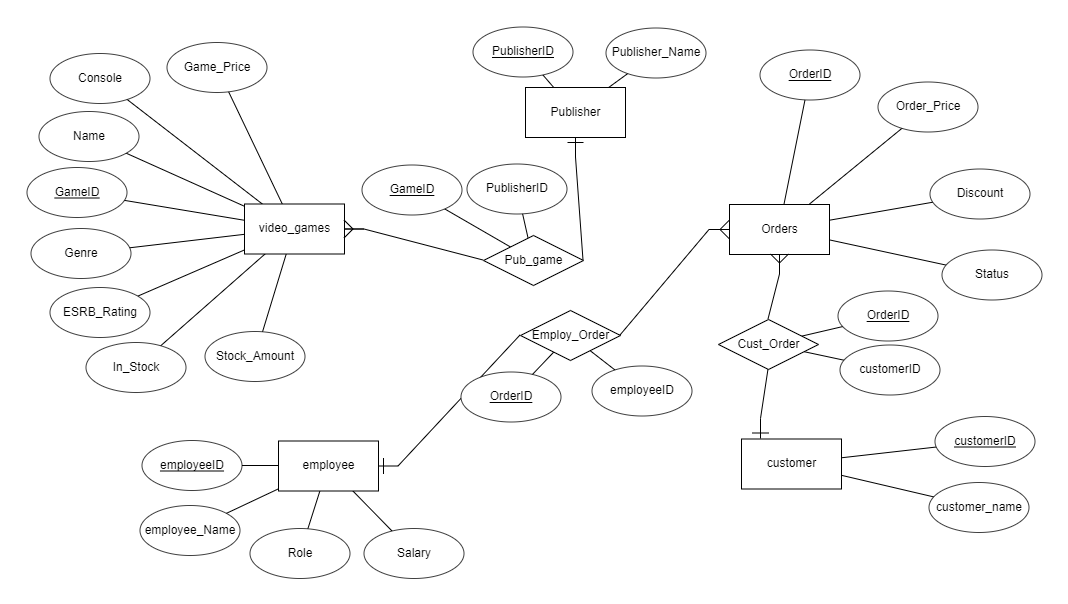 PublisherID
Publisher_Name
Game_Price
Console
OrderID
Order_Price
Publisher
Name
GameID
GameID
PublisherID
Discount
video_games
Orders
Genre
Pub_game
Status
ESRB_Rating
OrderID
Employ_Order
Cust_Order
Stock_Amount
In_Stock
customerID
employeeID
OrderID
customerID
employeeID
employee
customer
customer_name
employee_Name
Role
Salary